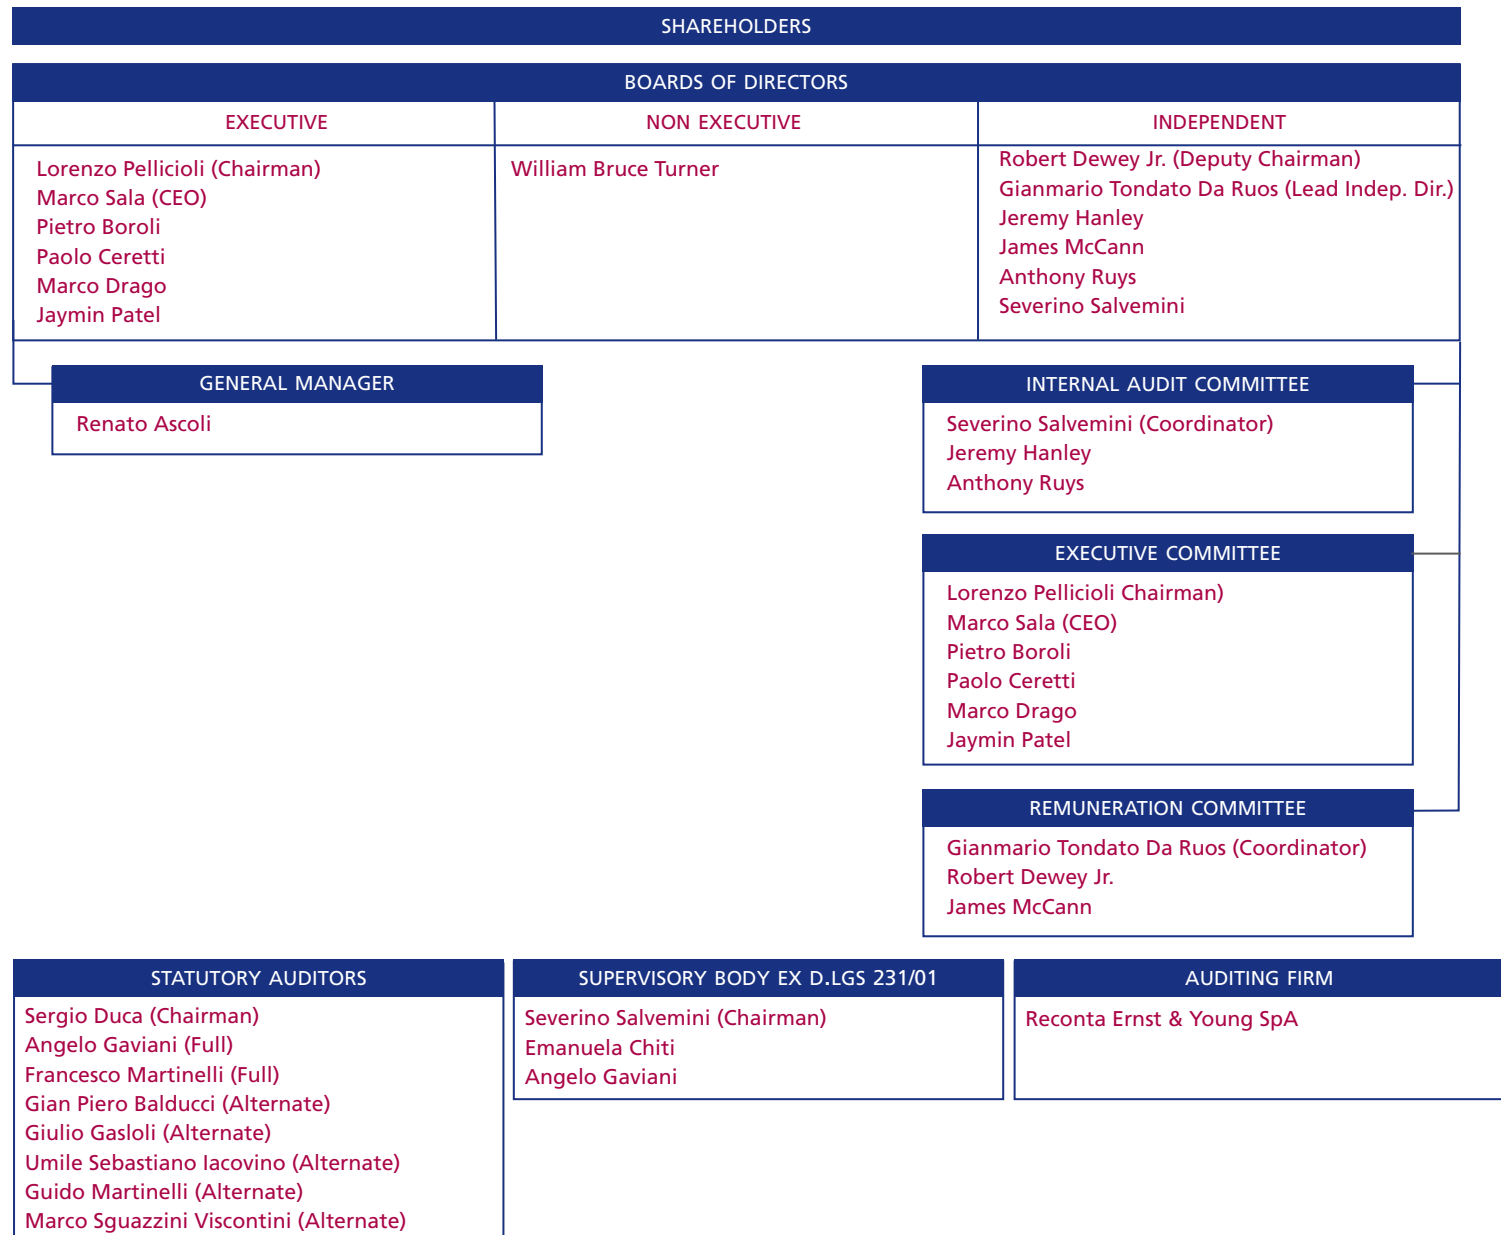 SHAREHOLDERS
BOARDS OF DIRECTORS
EXECUTIVE
NON EXECUTIVE
INDEPENDENT
Lorenzo Pellicioli (Chairman)
Marco Sala (CEO)
Pietro Boroli
Paolo Ceretti
Marco Drago
Jaymin Patel
William Bruce Turner
Robert Dewey Jr. (Deputy Chairman)
Gianmario Tondato Da Ruos (Lead Indep. Dir.)
Jeremy Hanley
James McCann
Anthony Ruys
Severino Salvemini
GENERAL MANAGER
Renato Ascoli
INTERNAL AUDIT COMMITTEE
Severino Salvemini (Coordinator)
Jeremy Hanley
Anthony Ruys
EXECUTIVE COMMITTEE
Lorenzo Pellicioli Chairman)
Marco Sala (CEO)
Pietro Boroli
Paolo Ceretti
Marco Drago
Jaymin Patel
REMUNERATION COMMITTEE
Gianmario Tondato Da Ruos (Coordinator)
Robert Dewey Jr.
James McCann
STATUTORY AUDITORS
Sergio Duca (Chairman)
Angelo Gaviani (Full)
Francesco Martinelli (Full)
Gian Piero Balducci (Alternate)
Giulio Gasloli (Alternate)
Umile Sebastiano Iacovino (Alternate)
Guido Martinelli (Alternate)
Marco Sguazzini Viscontini (Alternate)
SUPERVISORY BODY EX D.LGS 231/01
Severino Salvemini (Chairman)
Emanuela Chiti
Angelo Gaviani
AUDITING FIRM
Reconta Ernst & Young SpA